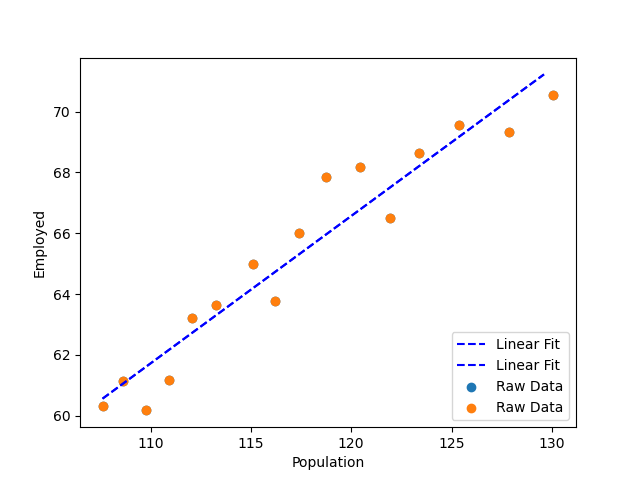 70
68
66
64
62
60
Employed
110 115 120 125 130
Population
Linear Fit
Linear Fit
Raw Data
Raw Data